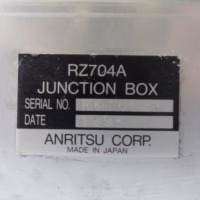 RZ704A
JUNCTION BOX
SERIAL NO.
DATE
ANRITSU CORP.
MADE IN JAPAN